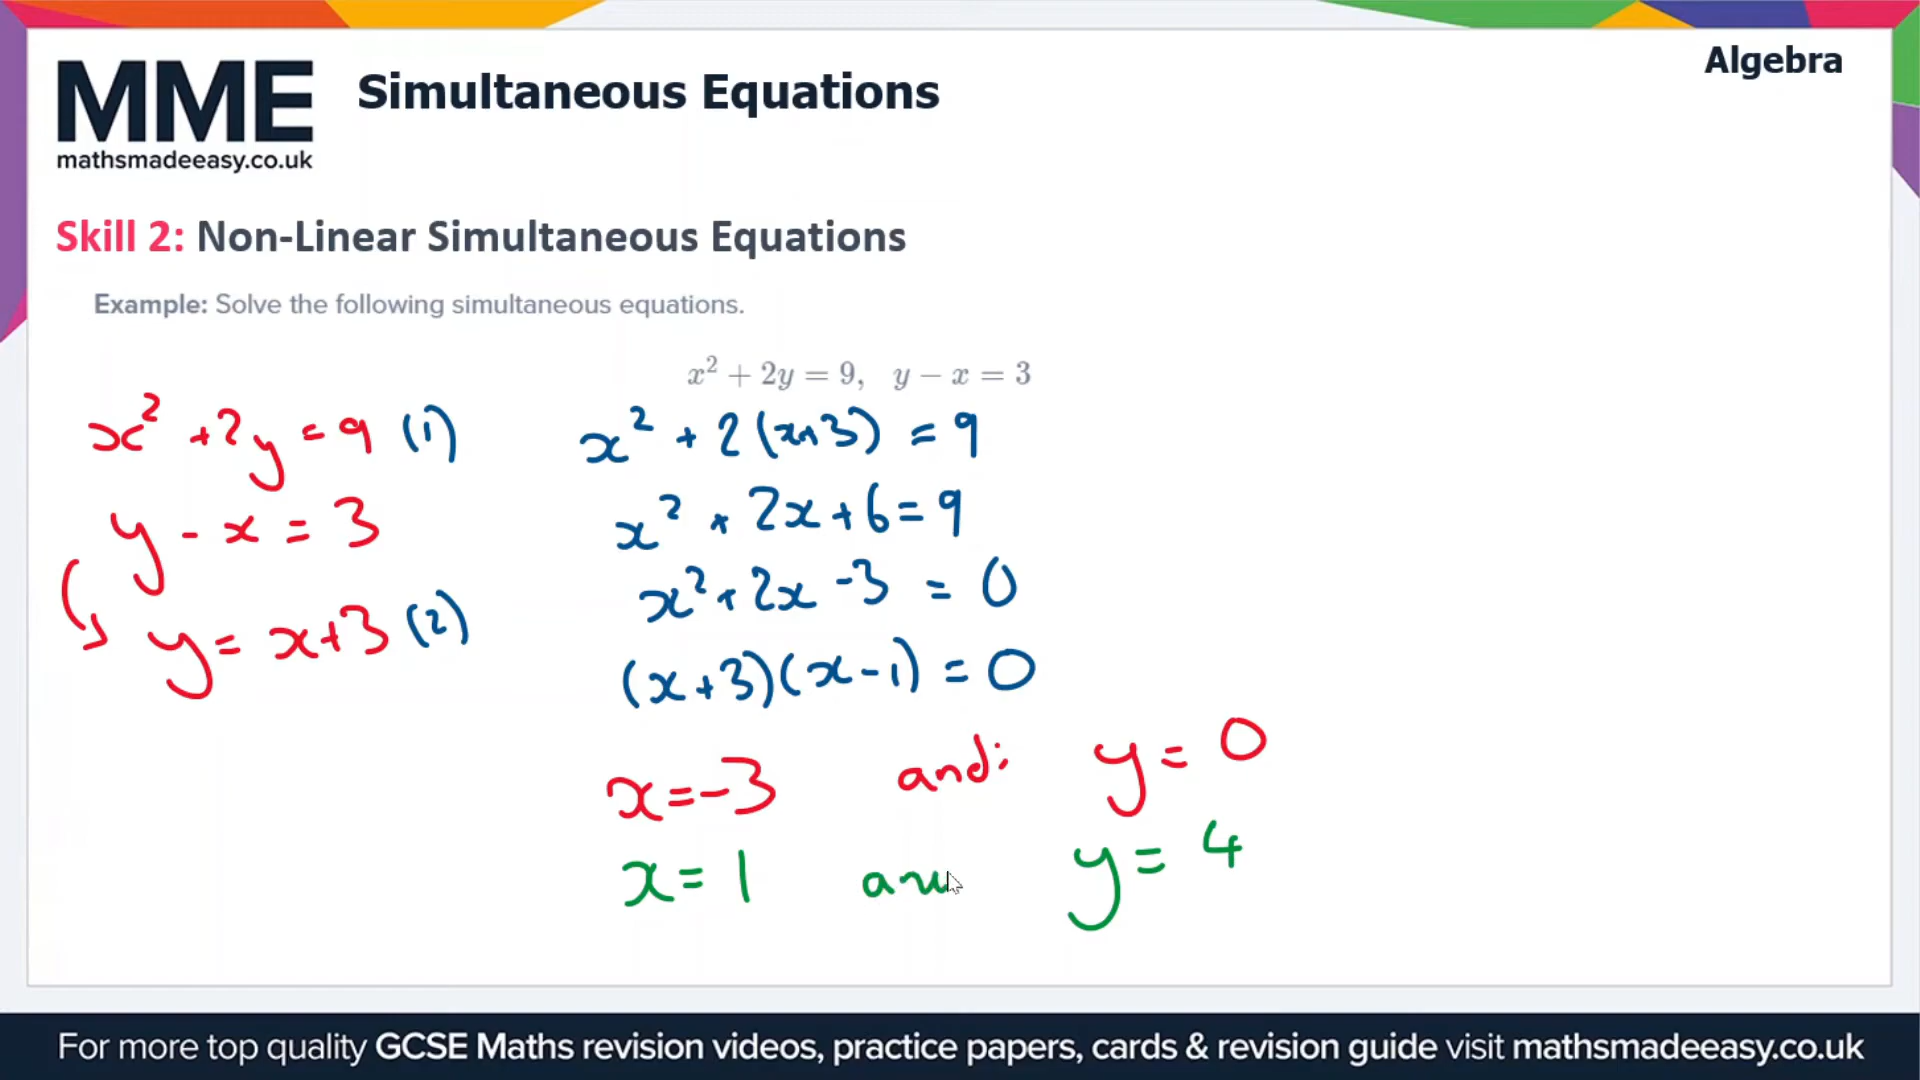 MME
mathsmadeeasy.co.uk
Simultaneous Equations
Algebra
Skill 2: Non-Linear Simultaneous Equations
Example: Solve the following simultaneous equations.
x² + 2y = 9, y − x = 3
x² + 2y = 9 (1)
y - x = 3
y = x+3 (2)
x² + 2(x+3) = 9
x² + 2x + 6 = 9
x² + 2x - 3 = 0
(x+3)(x-1) = 0
x = -3 and: y = 0
x = 1 an y = 4
For more top quality GCSE Maths revision videos, practice papers, cards & revision guide visit mathsmadeeasy.co.uk